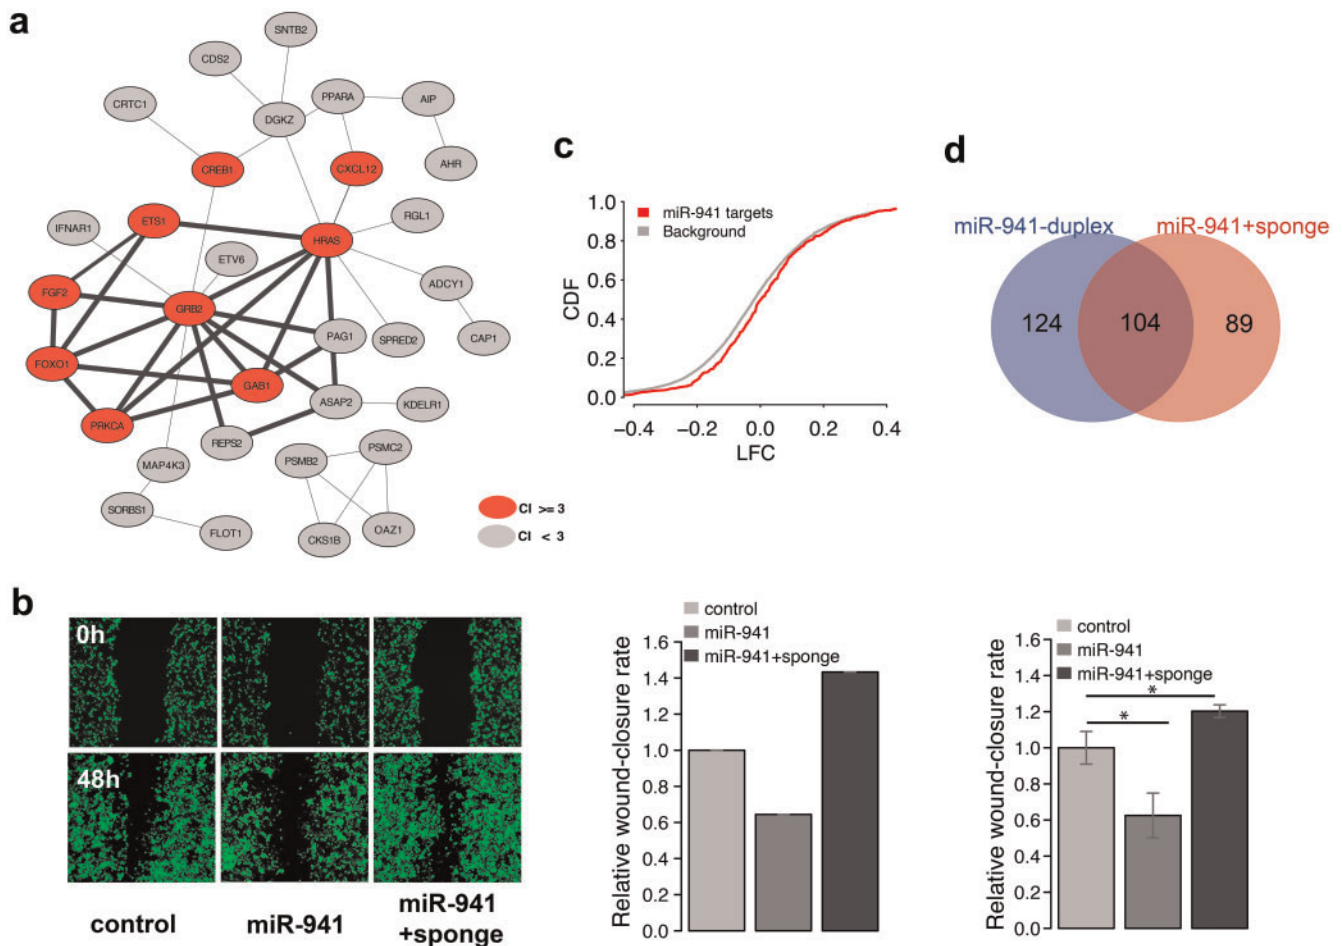 a
SNTB2
CDS2
PPARA
AIP
CRTC1
DGKZ
CREB1
CXCL12
AHR
ETS1
RGL1
IFNAR1
HRAS
ETV6
ADCY1
FGF2
GRB2
PAG1
SPRED2
CAP1
FOXO1
GAB1
ASAP2
KDELR1
PRKCA
REPS2
MAP4K3
PSMB2
PSMC2
SORBS1
FLOT1
CKS1B
OAZ1
CI >= 3
CI < 3
c
miR-941 targets
Background
CDF
1.0
0.8
0.6
0.4
0.2
0.0
−0.4 −0.2 0.0 0.2 0.4
LFC
d
miR-941-duplex miR-941+sponge
124 104 89
b
0h
48h
control
miR-941
miR-941
+sponge
control
miR-941
miR-941+sponge
Relative wound-closure rate
1.6
1.4
1.2
1.0
0.8
0.6
0.4
0.2
0.0
control
miR-941
miR-941+sponge
* *
Relative wound-closure rate
1.6
1.4
1.2
1.0
0.8
0.6
1.4
0.2
0.0